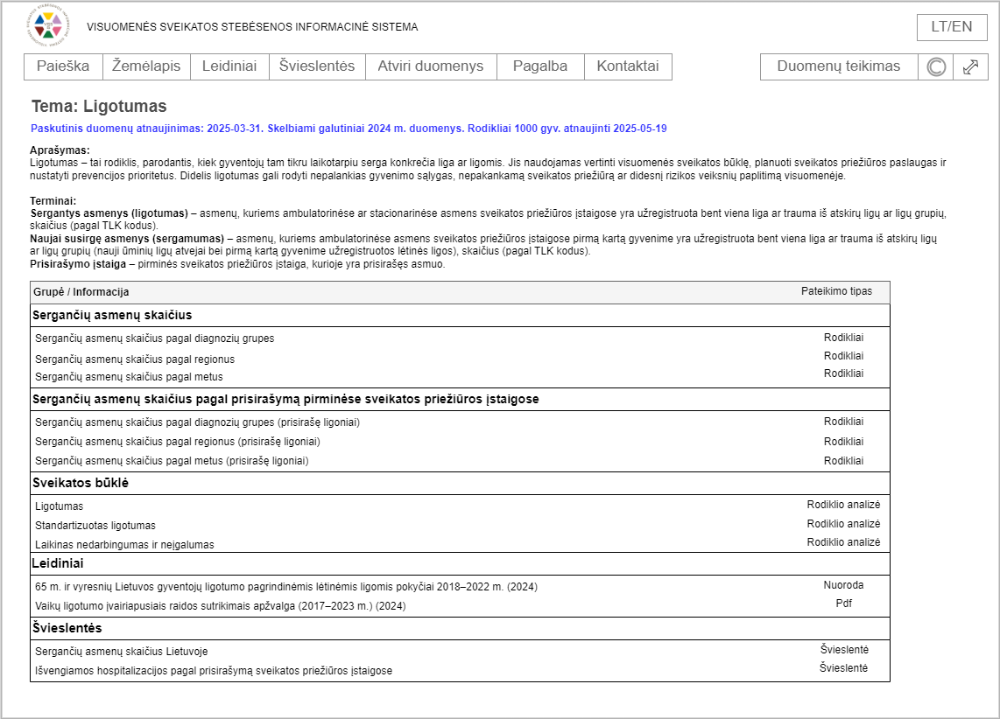 VISUOMENĖS SVEIKATOS STEBĖSENOS INFORMACINĖ SISTEMA
LT/EN
Paieška Žemėlapis Leidiniai Švieslentės Atviri duomenys Pagalba Kontaktai Duomenų teikimas ©
Tema: Ligotumas
Paskutinis duomenų atnaujinimas: 2025-03-31. Skelbiami galutiniai 2024 m. duomenys. Rodikliai 1000 gyv. atnaujinti 2025-05-19
Aprašymas:
Ligotumas – tai rodiklis, parodantis, kiek gyventojų tam tikru laikotarpiu serga konkrečia liga ar ligomis. Jis naudojamas vertinti visuomenės sveikatos būklę, planuoti sveikatos priežiūros paslaugas ir
nustatyti prevencijos prioritetus. Didelis ligotumas gali rodyti nepalankias gyvenimo sąlygas, nepakankamą sveikatos priežiūrą ar didesnį rizikos veiksnių paplitimą visuomenėje.
Terminai:
Sergantys asmenys (ligotumas) – asmenų, kuriems ambulatorinėse ar stacionarinėse asmens sveikatos priežiūros įstaigose yra užregistruota bent viena liga ar trauma iš atskirų ligų ar ligų grupių,
skaičius (pagal TLK kodus).
Naujai susirgę asmenys (sergamumas) – asmenų, kuriems ambulatorinėse asmens sveikatos priežiūros įstaigose pirmą kartą gyvenime yra užregistruota bent viena liga ar trauma iš atskirų ligų
ar ligų grupių (nauji ūminių ligų atvejai bei pirmą kartą gyvenime užregistruotos lėtinės ligos), skaičius (pagal TLK kodus).
Prisirašymo įstaiga – pirminės sveikatos priežiūros įstaiga, kurioje yra prisirašęs asmuo.
Grupė / Informacija Pateikimo tipas
Sergančių asmenų skaičius
Sergančių asmenų skaičius pagal diagnozių grupes Rodikliai
Sergančių asmenų skaičius pagal regionus Rodikliai
Sergančių asmenų skaičius pagal metus Rodikliai
Sergančių asmenų skaičius pagal prisirašymą pirminėse sveikatos priežiūros įstaigose
Sergančių asmenų skaičius pagal diagnozių grupes (prisirašę ligoniai) Rodikliai
Sergančių asmenų skaičius pagal regionus (prisirašę ligoniai) Rodikliai
Sergančių asmenų skaičius pagal metus (prisirašę ligoniai) Rodikliai
Sveikatos būklė
Ligotumas Rodiklio analizė
Standartizuotas ligotumas Rodiklio analizė
Laikinas nedarbingumas ir neįgalumas Rodiklio analizė
Leidiniai
65 m. ir vyresnių Lietuvos gyventojų ligotumo pagrindinėmis lėtinėmis ligomis pokyčiai 2018–2022 m. (2024) Nuoroda
Vaikų ligotumo įvairiapusiais raidos sutrikimais apžvalga (2017–2023 m.) (2024) Pdf
Švieslentės
Sergančių asmenų skaičius Lietuvoje Švieslentė
Išvengiamos hospitalizacijos pagal prisirašymą sveikatos priežiūros įstaigose Švieslentė